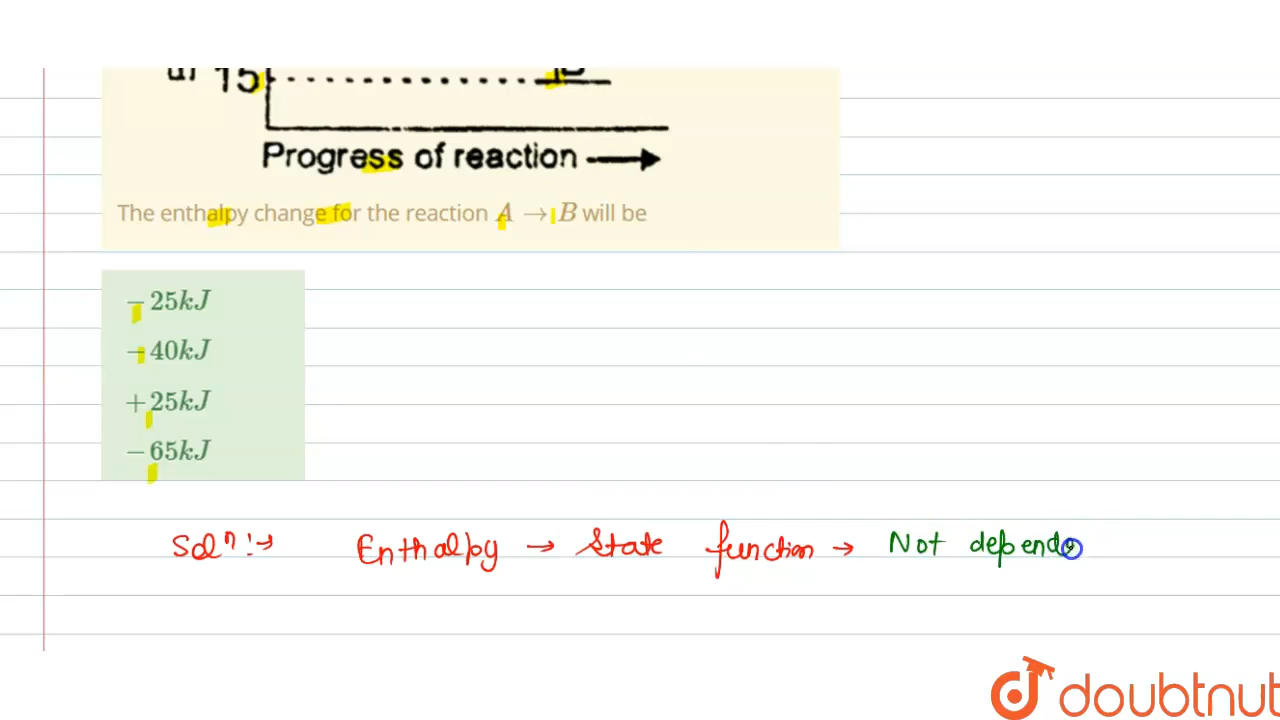 15
Progress of reaction
The enthalpy change for the reaction A → B will be
− 25kJ
− 40kJ
+ 25kJ
− 65kJ
Solⁿ :→ Enthalpy → State function → Not depends
doubtnut